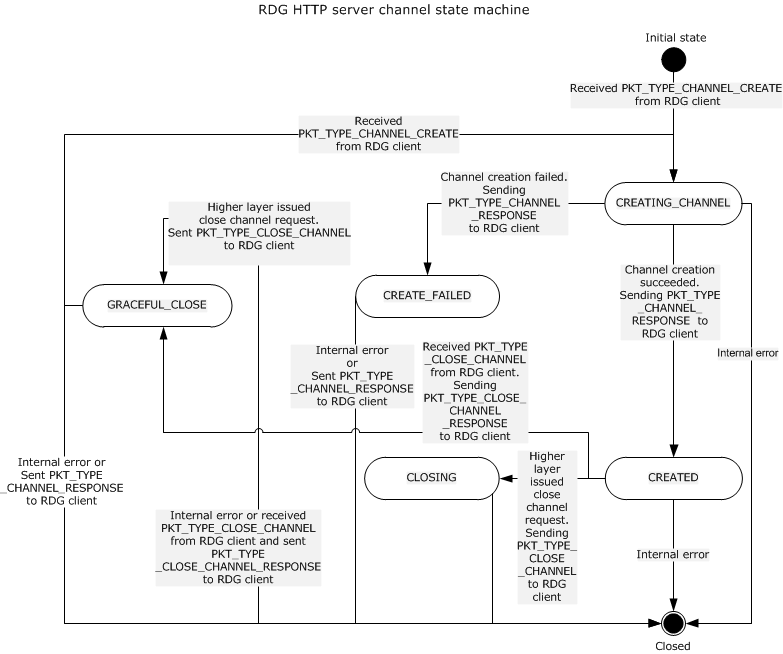 RDG HTTP server channel state machine
Initial state
Received PKT_TYPE_CHANNEL_CREATE
from RDG client
Received
PKT_TYPE_CHANNEL_CREATE
from RDG client
Channel creation failed.
Sending
PKT_TYPE_CHANNEL
_RESPONSE
to RDG client
CREATING_CHANNEL
Higher layer issued
close channel request.
Sent PKT_TYPE_CLOSE_CHANNEL
to RDG client
Channel creation
succeeded.
Sending PKT_TYPE
_CHANNEL_
RESPONSE to
RDG client
GRACEFUL_CLOSE
CREATE_FAILED
Internal error
Internal error
or
Sent PKT_TYPE
_CHANNEL_RESPONSE
to RDG client
Received PKT_TYPE
_CLOSE_CHANNEL
from RDG client.
Sending
PKT_TYPE_CLOSE_
CHANNEL
_RESPONSE
to RDG client
Internal error or
Sent PKT_TYPE
_CHANNEL_RESPONSE
to RDG client
CLOSING
Higher
layer
issued
close
channel
request.
Sending
PKT_TYPE_
CLOSE
_CHANNEL
to RDG
client
CREATED
Internal error or received
PKT_TYPE_CLOSE_CHANNEL
from RDG client and sent
PKT_TYPE
_CLOSE_CHANNEL_RESPONSE
to RDG client
Internal error
Closed